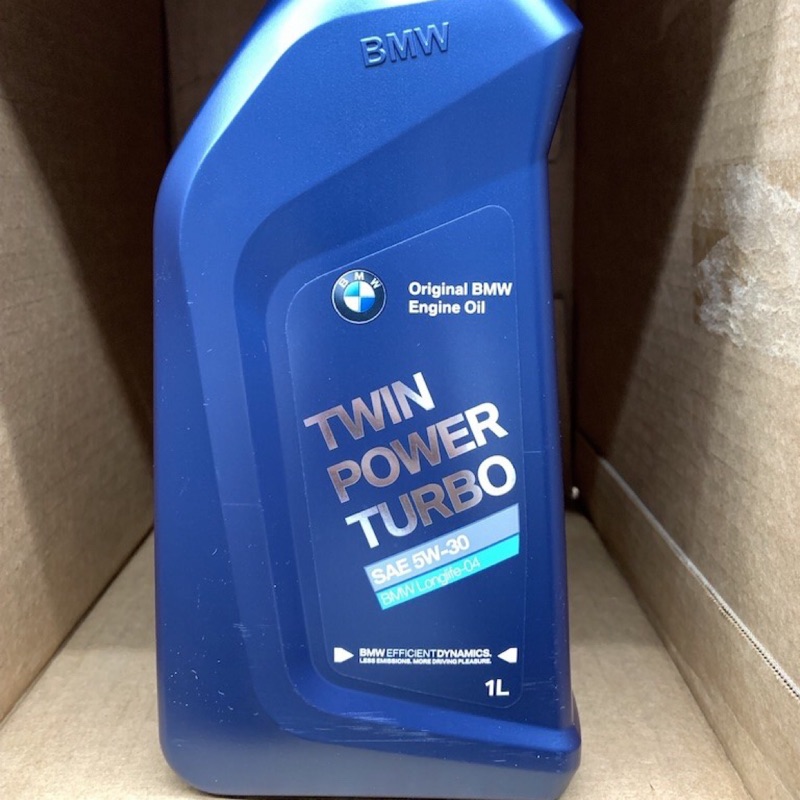 BMW
BMW
Original BMW
Engine Oil
TWIN
POWER
TURBO
SAE 5W-30
BMW Longlife-04
BMW EFFICIENTDYNAMICS.
LESS EMISSIONS. MORE DRIVING PLEASURE.
1L